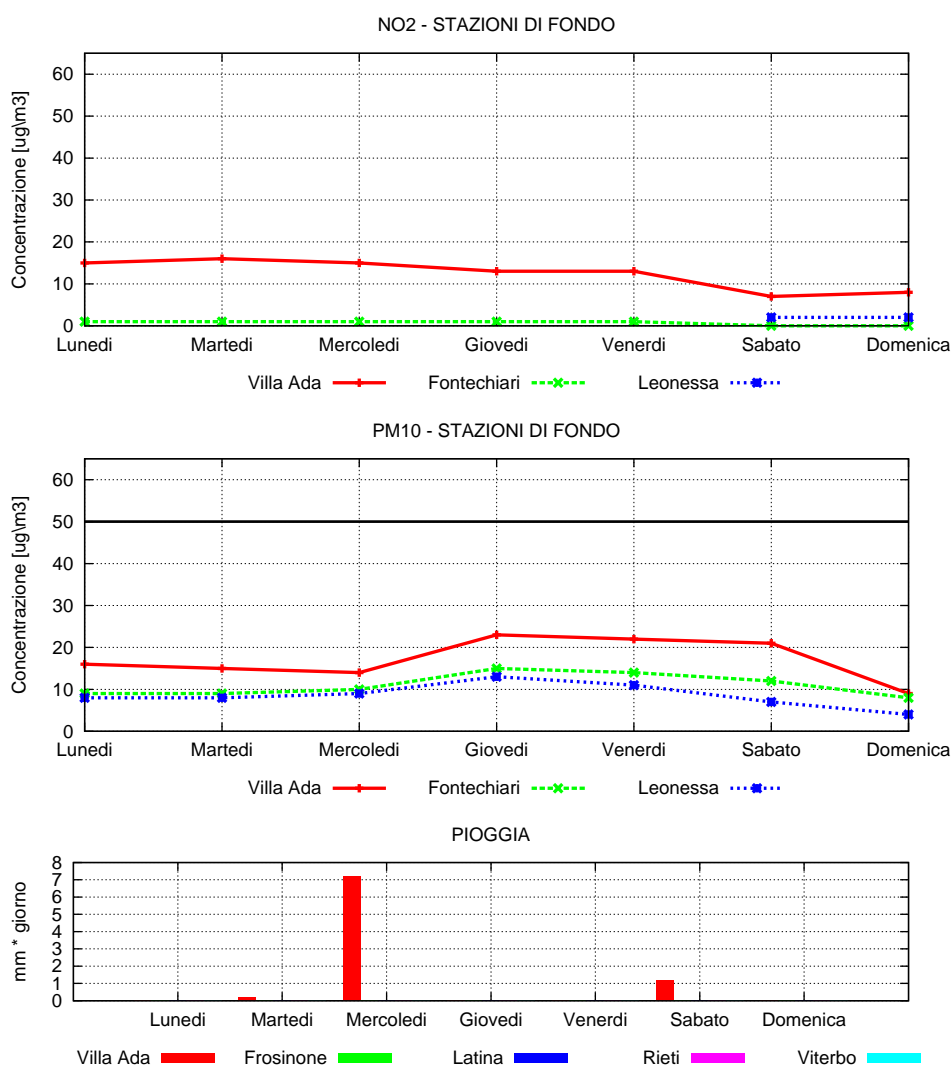 NO2 - STAZIONI DI FONDO
Concentrazione [ug\m3]
60
50
40
30
20
10
0
Lunedi Martedi Mercoledi Giovedi Venerdi Sabato Domenica
Villa Ada Fontechiari Leonessa
PM10 - STAZIONI DI FONDO
Concentrazione [ug\m3]
60
50
40
30
20
10
0
Lunedi Martedi Mercoledi Giovedi Venerdi Sabato Domenica
Villa Ada Fontechiari Leonessa
PIOGGIA
mm * giorno
8
7
6
5
4
3
2
1
0
Lunedi Martedi Mercoledi Giovedi Venerdi Sabato Domenica
Villa Ada Frosinone Latina Rieti Viterbo